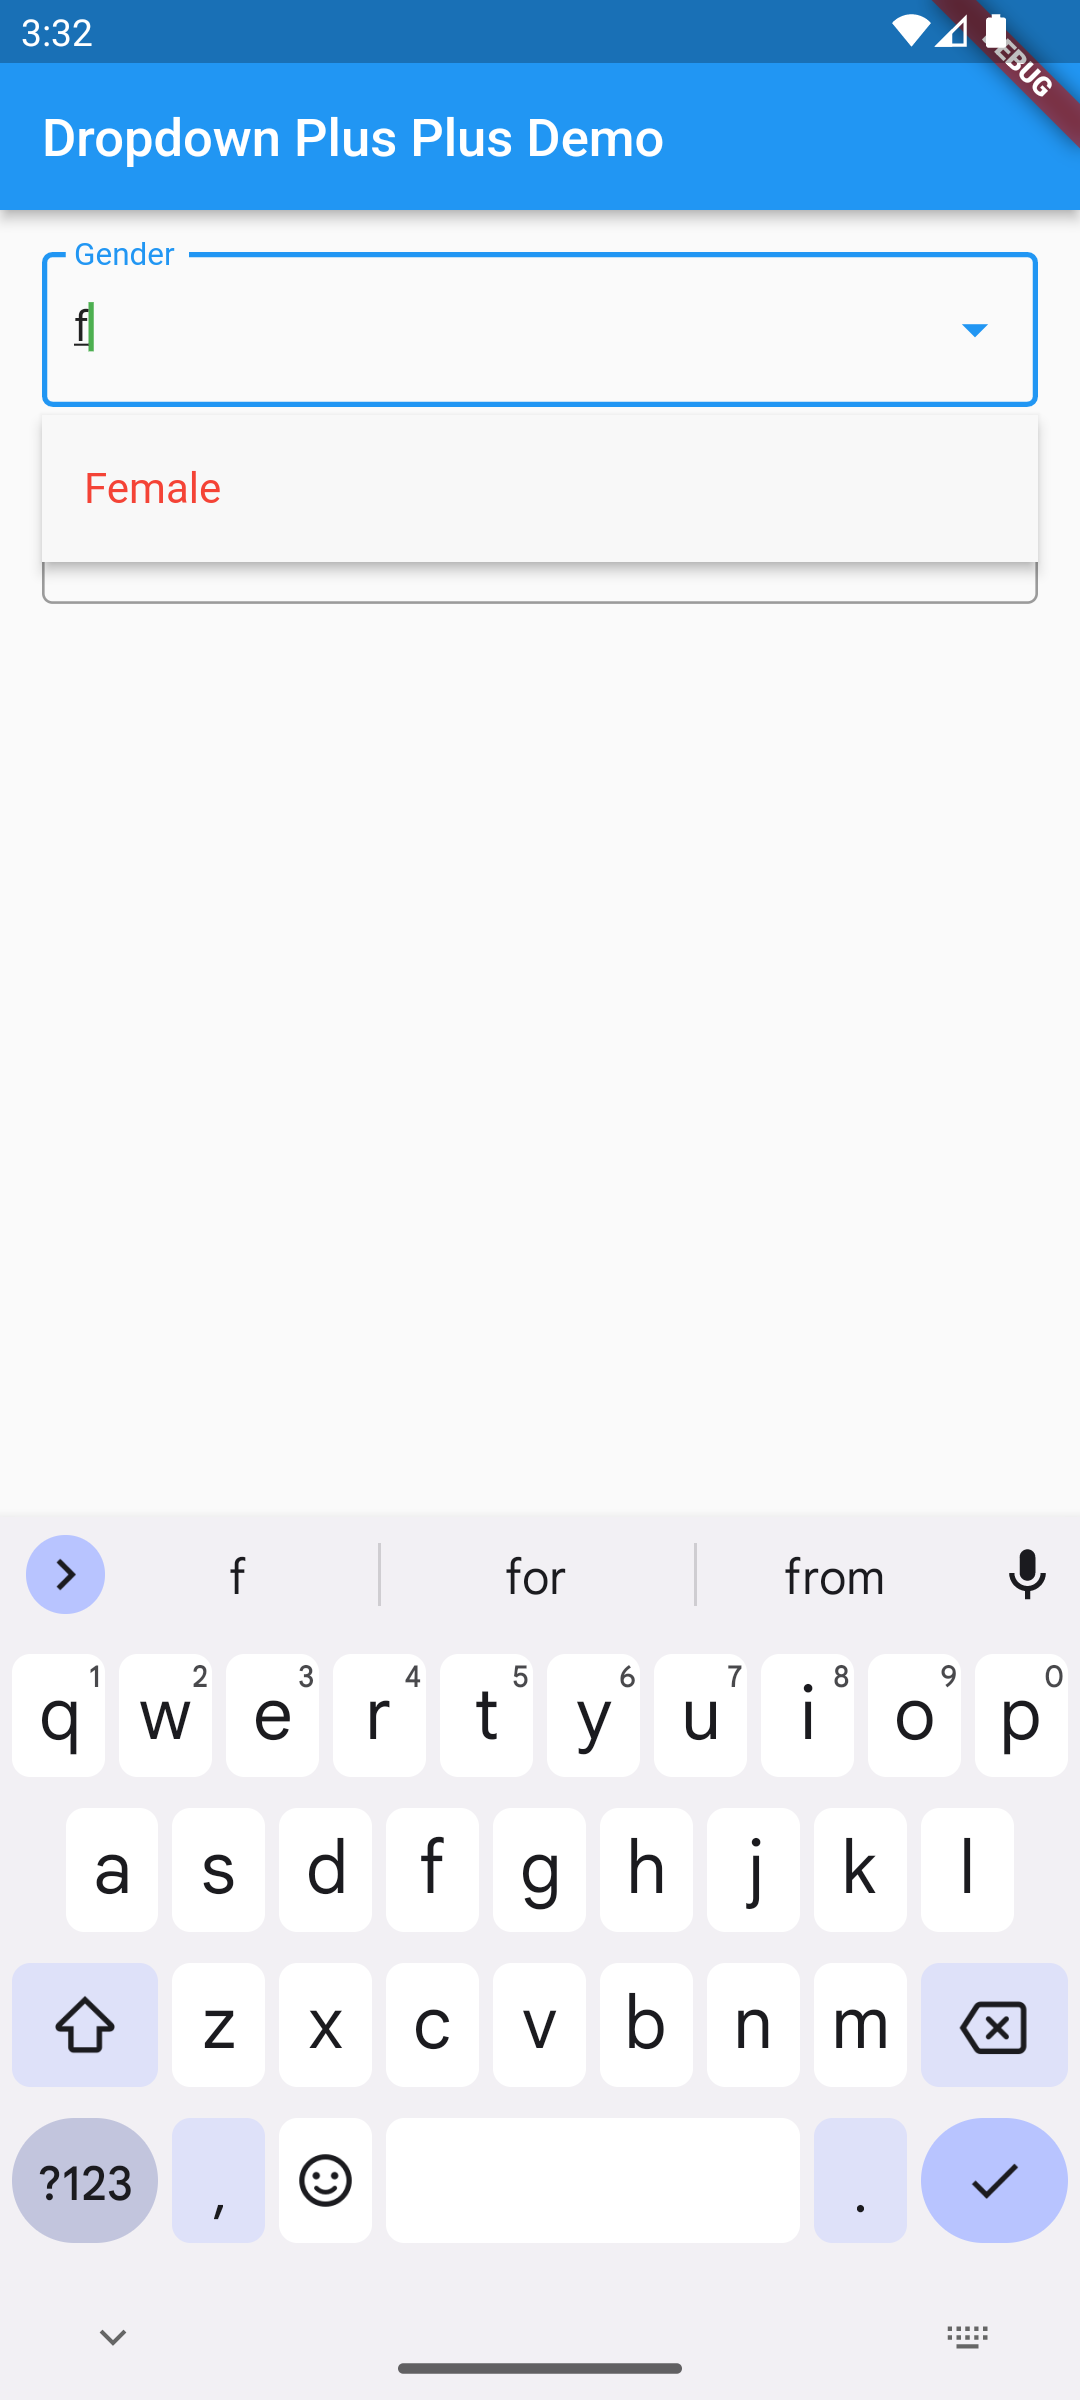 3:32
DEBUG
Dropdown Plus Plus Demo
Gender
f
Female
f for from
1 2 3 4 5 6 7 8 9 0
q w e r t y u i o p
a s d f g h j k l
z x c v b n m
?123 , .